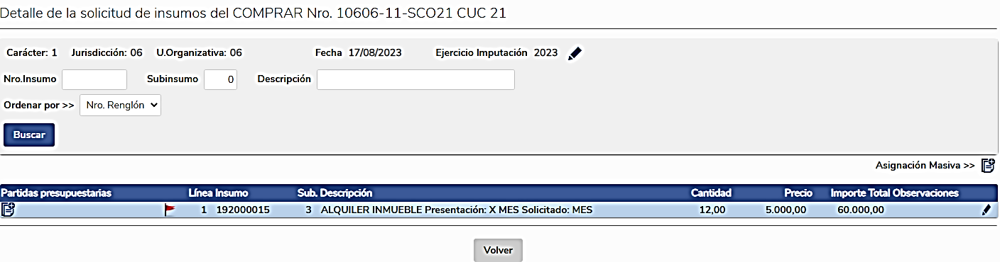 Detalle de la solicitud de insumos del COMPRAR Nro. 10606-11-SCO21 CUC 21
Carácter: 1 Jurisdicción: 06 U.Organizativa: 06 Fecha 17/08/2023 Ejercicio Imputación 2023
Nro.Insumo Subinsumo 0 Descripción
Ordenar por >> Nro. Renglón
Buscar
Asignación Masiva >>
Partidas presupuestarias Línea Insumo Sub. Descripción Cantidad Precio Importe Total Observaciones
1 192000015 3 ALQUILER INMUEBLE Presentación: X MES Solicitado: MES 12,00 5.000,00 60.000,00
Volver